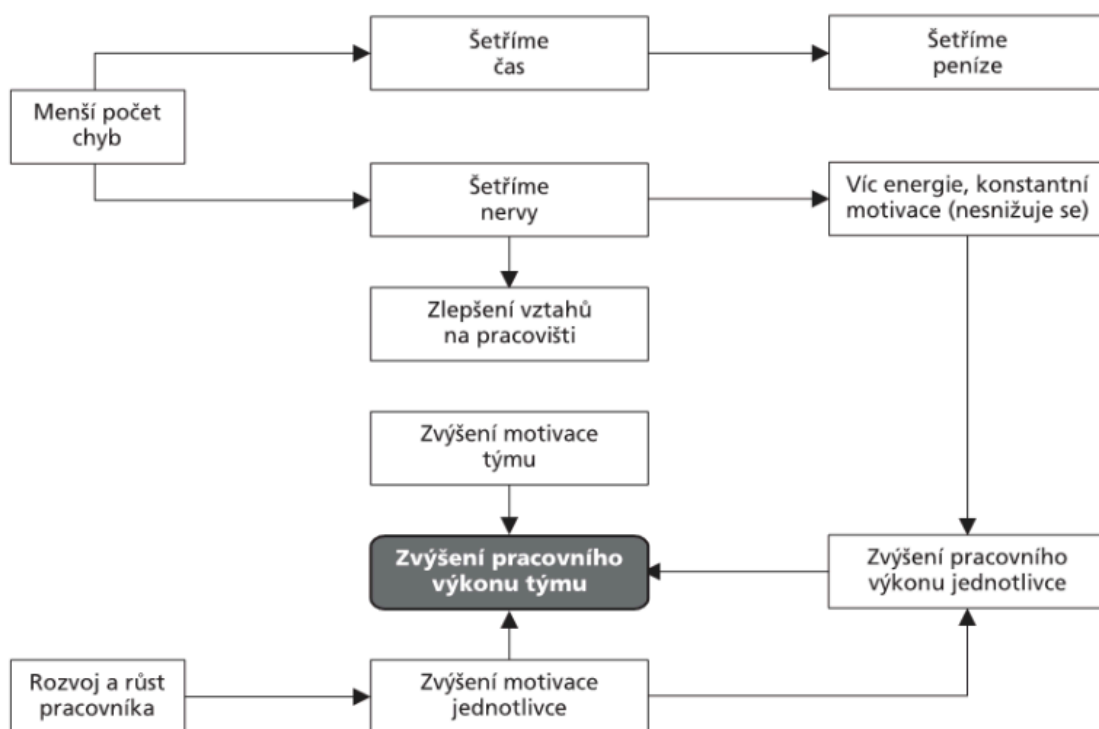 Šetříme
čas
Šetříme
peníze
Menší počet
chyb
Šetříme
nervy
Víc energie, konstantní
motivace (nesnižuje se)
Zlepšení vztahů
na pracovišti
Zvýšení motivace
týmu
Zvýšení pracovního
výkonu týmu
Zvýšení pracovního
výkonu jednotlivce
Rozvoj a růst
pracovníka
Zvýšení motivace
jednotlivce